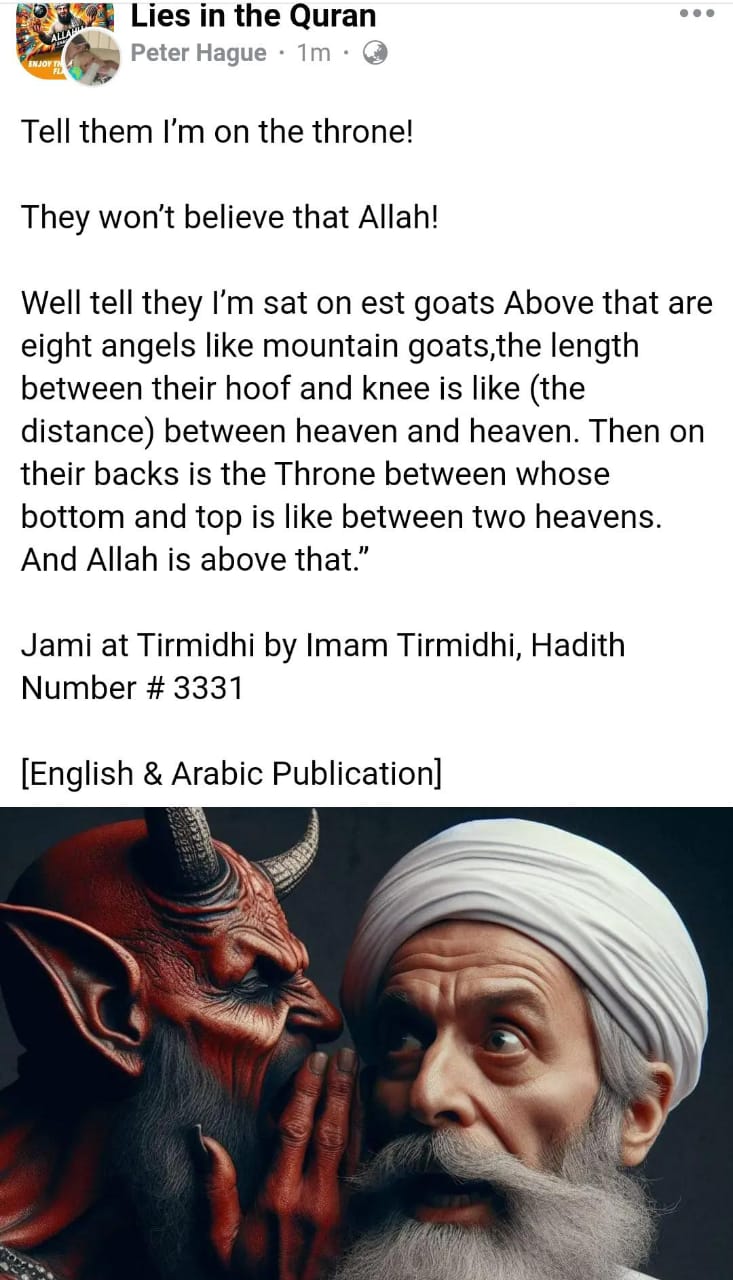 Lies in the Quran
Peter Hague · 1m ·
ALLAH
ENJOY
Tell them I’m on the throne!
They won’t believe that Allah!
Well tell they I’m sat on est goats Above that are
eight angels like mountain goats,the length
between their hoof and knee is like (the
distance) between heaven and heaven. Then on
their backs is the Throne between whose
bottom and top is like between two heavens.
And Allah is above that.”
Jami at Tirmidhi by Imam Tirmidhi, Hadith
Number # 3331
[English & Arabic Publication]